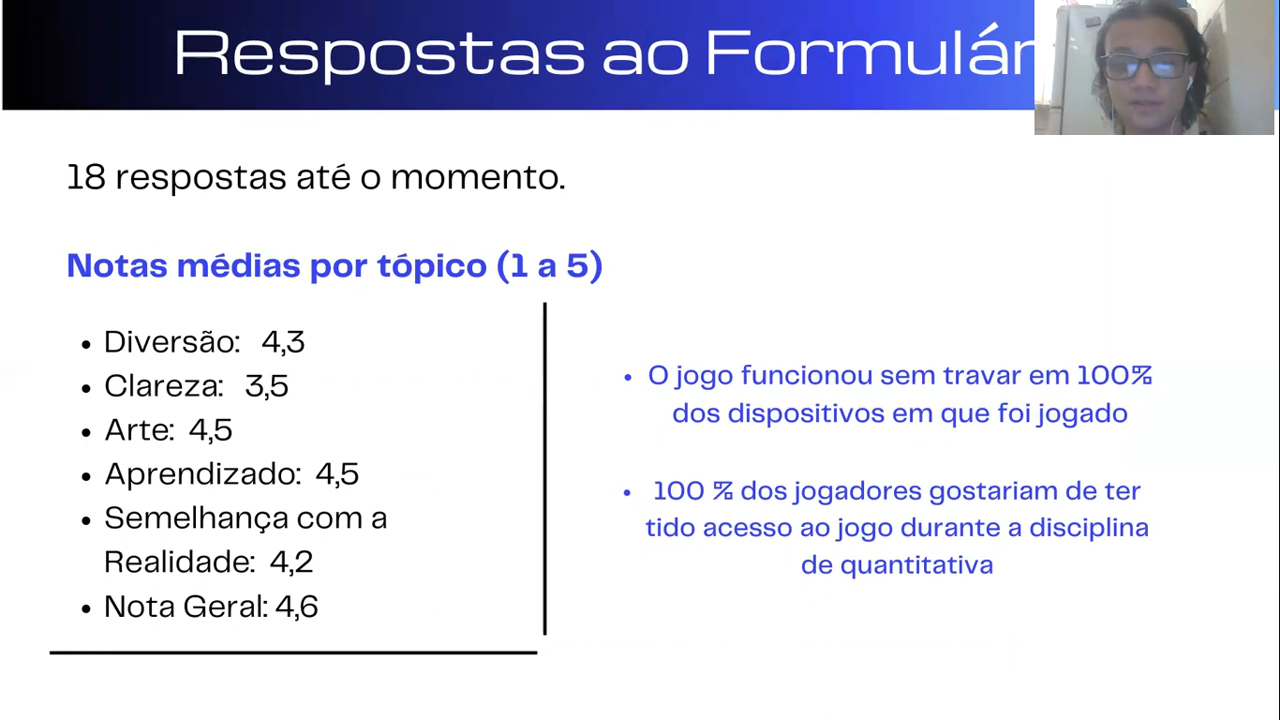 Respostas ao Formulár
18 respostas até o momento.
Notas médias por tópico (1 a 5)
• Diversão: 4,3
• Clareza: 3,5
• Arte: 4,5
• Aprendizado: 4,5
• Semelhança com a
Realidade: 4,2
• Nota Geral: 4,6
• O jogo funcionou sem travar em 100%
dos dispositivos em que foi jogado
• 100 % dos jogadores gostariam de ter
tido acesso ao jogo durante a disciplina
de quantitativa